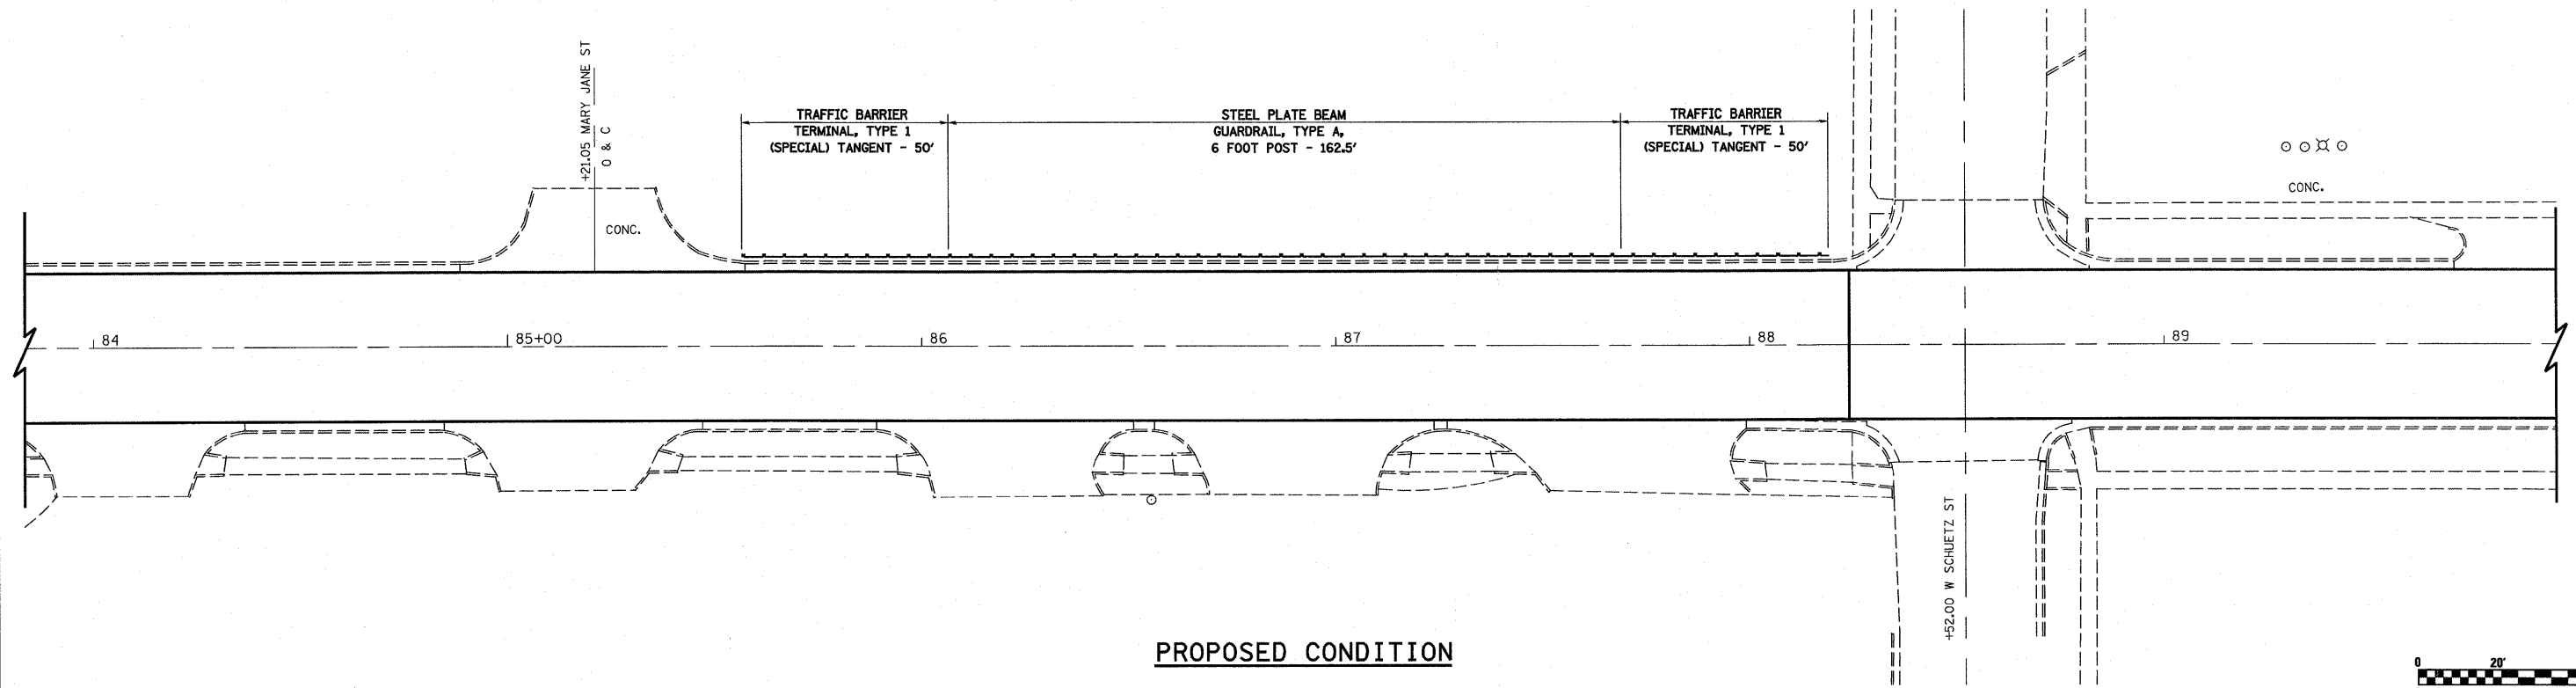 +21.05 MARY JANE ST
O & C
TRAFFIC BARRIER
TERMINAL, TYPE 1
(SPECIAL) TANGENT - 50'
STEEL PLATE BEAM
GUARDRAIL, TYPE A,
6 FOOT POST - 162.5'
TRAFFIC BARRIER
TERMINAL, TYPE 1
(SPECIAL) TANGENT - 50'
CONC.
CONC.
84
85+00
86
87
88
89
+52.00 W SCHUETZ ST
PROPOSED CONDITION
0 20'